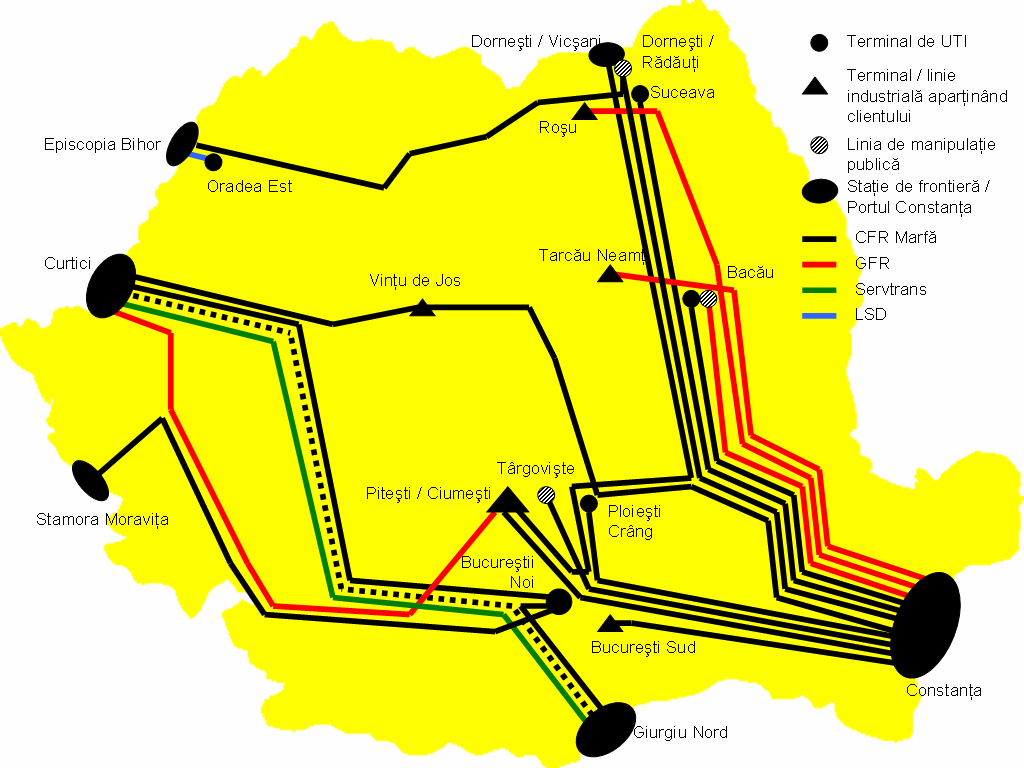 Dorneşti / Vicşani
Dorneşti /
Rădăuţi
Suceava
Roşu
Episcopia Bihor
Oradea Est
Curtici
Vinţu de Jos
Tarcău Neamţ
Bacău
Târgovişte
Piteşti / Ciumeşti
Ploieşti
Crâng
Stamora Moraviţa
Bucureştii
Noi
Bucureşti Sud
Constanţa
Giurgiu Nord
Terminal de UTI
Terminal / linie
industrială aparţinând
clientului
Linia de manipulaţie
publică
Staţie de frontieră /
Portul Constanţa
CFR Marfă
GFR
Servtrans
LSD